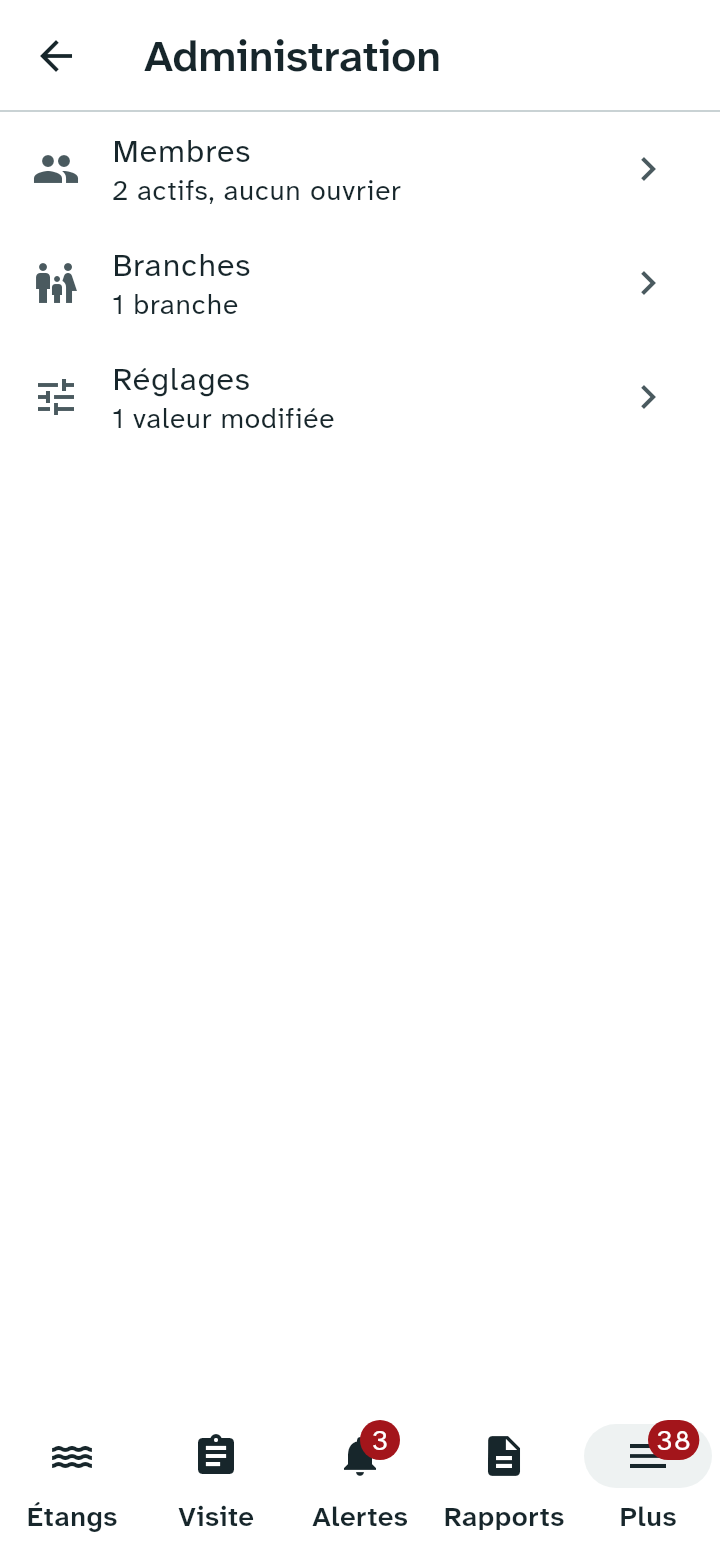 Administration
Membres
2 actifs, aucun ouvrier
Branches
1 branche
Réglages
1 valeur modifiée
3
38
Étangs
Visite
Alertes
Rapports
Plus